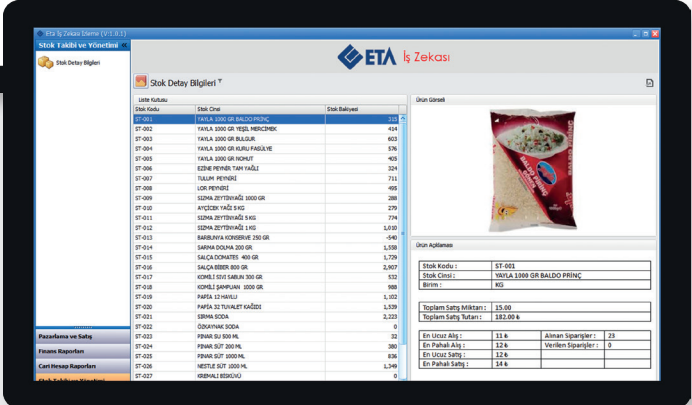 Eta İş Zekası İzleme (V:1.0.1)
Stok Takibi ve Yönetimi «
Stok Detay Bilgileri
ETA İş Zekası
Stok Detay Bilgileri
Liste Kutusu
Stok Kodu Stok Cinsi Stok Bakiyesi
ST-001 YAYLA 1000 GR BALDO PRİNÇ 315
ST-002 YAYLA 1000 GR YEŞİL MERCİMEK 414
ST-003 YAYLA 1000 GR BULGUR 603
ST-004 YAYLA 1000 GR KURU FASÜLYE 576
ST-005 YAYLA 1000 GR NOHUT 405
ST-006 EZİNE PEYNİR TAM YAĞLI 324
ST-007 TULUM PEYNİRİ 711
ST-008 LOR PEYNİRİ 495
ST-009 SIZMA ZEYTİNYAĞI 1000 GR 288
ST-010 AYÇİCEK YAĞI 5 KG 279
ST-011 SIZMA ZEYTİNYAĞI 5 KG 774
ST-012 SIZMA ZEYTİNYAĞI 1 KG 1,010
ST-013 BARBUNYA KONSERVE 250 GR -540
ST-014 SARMA DOLMA 200 GR 1,558
ST-015 SALÇA DOMATES 400 GR 1,729
ST-016 SALÇA BİBER 800 GR 2,907
ST-017 KOMİLİ SIVI SABUN 300 GR 532
ST-018 KOMİLİ ŞAMPUAN 1000 GR 988
ST-019 PAPİA 12 HAVLU 1,102
ST-020 PAPİA 32 TUVALET KAĞIDI 1,539
ST-021 SIRMA SODA 2,223
ST-022 ÖZKAYNAK SODA 0
ST-023 PINAR SU 500 ML 32
ST-024 PINAR SÜT 200 ML 380
ST-025 PINAR SÜT 1000 ML 836
ST-026 NESTLE SÜT 1000 ML 1,349
ST-027 KREMALI BİSKÜVÜ 0
Pazarlama ve Satış
Finans Raporları
Cari Hesap Raporları
Stok Takibi ve Yönetimi
Ürün Görseli
BALDO PİRİNÇ
Ürün Açıklaması
Stok Kodu : ST-001
Stok Cinsi : YAYLA 1000 GR BALDO PRİNÇ
Birim : KG
Toplam Satış Miktarı : 15.00
Toplam Satış Tutarı : 182.00 ₺
En Ucuz Alış : 11 ₺ Alınan Siparişler : 23
En Pahalı Alış : 12 ₺ Verilen Siparişler : 0
En Ucuz Satış : 12 ₺
En Pahalı Satış : 14 ₺